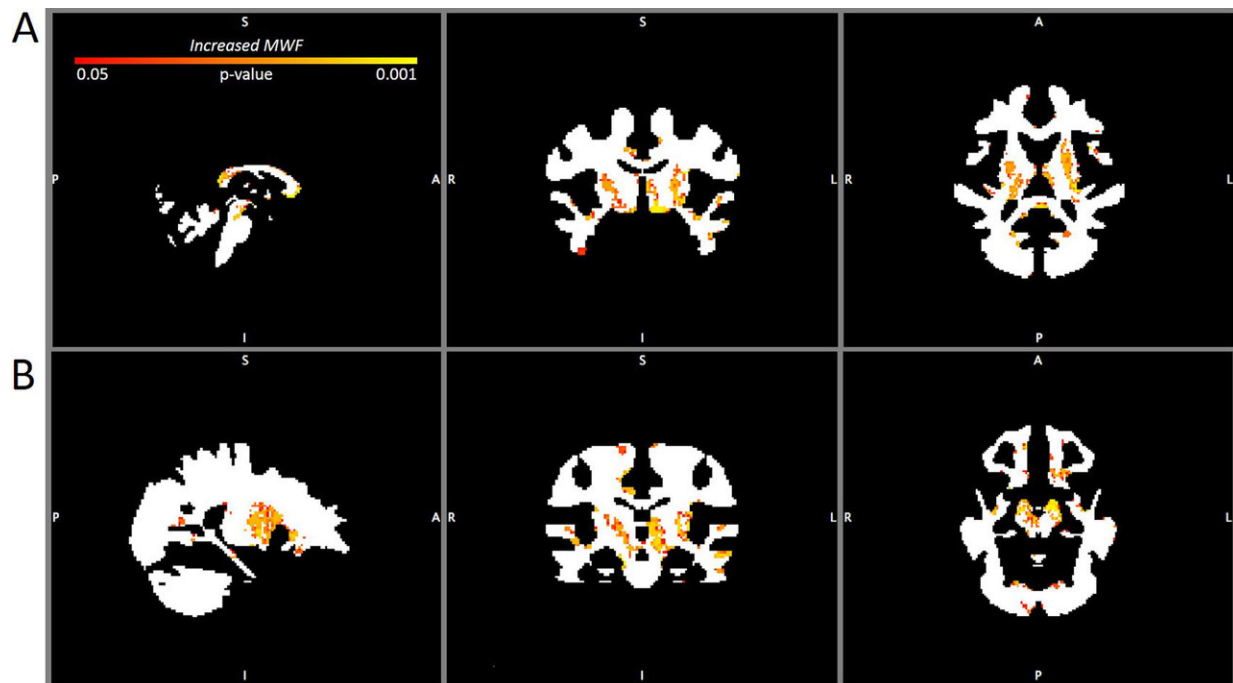 A
S
S
A
Increased MWF
0.05 p-value 0.001
P A R L R L
I
I
P
B
S
S
A
P A R L R L
I
I
P